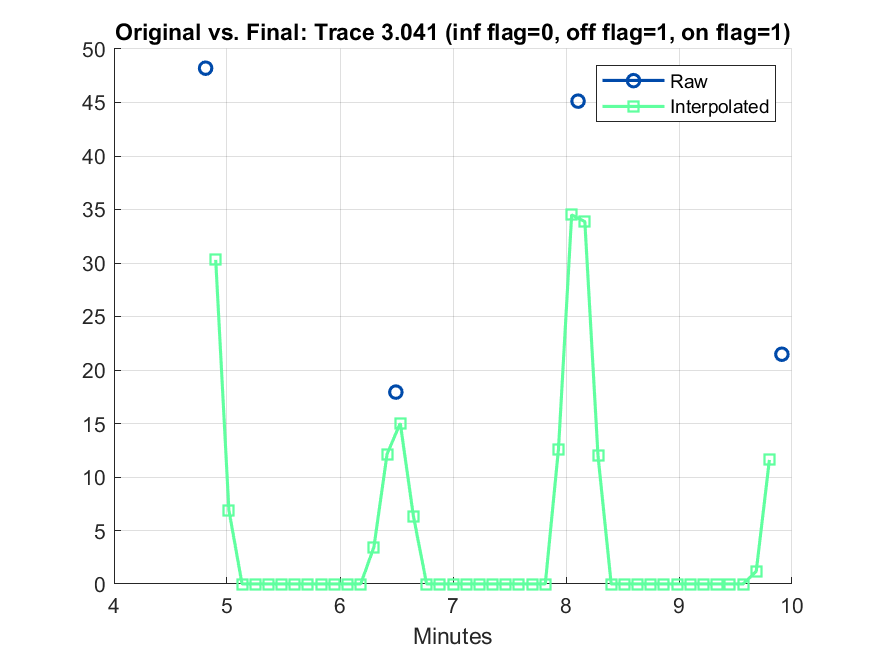 Original vs. Final: Trace 3.041 (inf flag=0, off flag=1, on flag=1)
50
45
40
35
30
25
20
15
10
5
0
Raw
Interpolated
4 5 6 7 8 9 10
Minutes